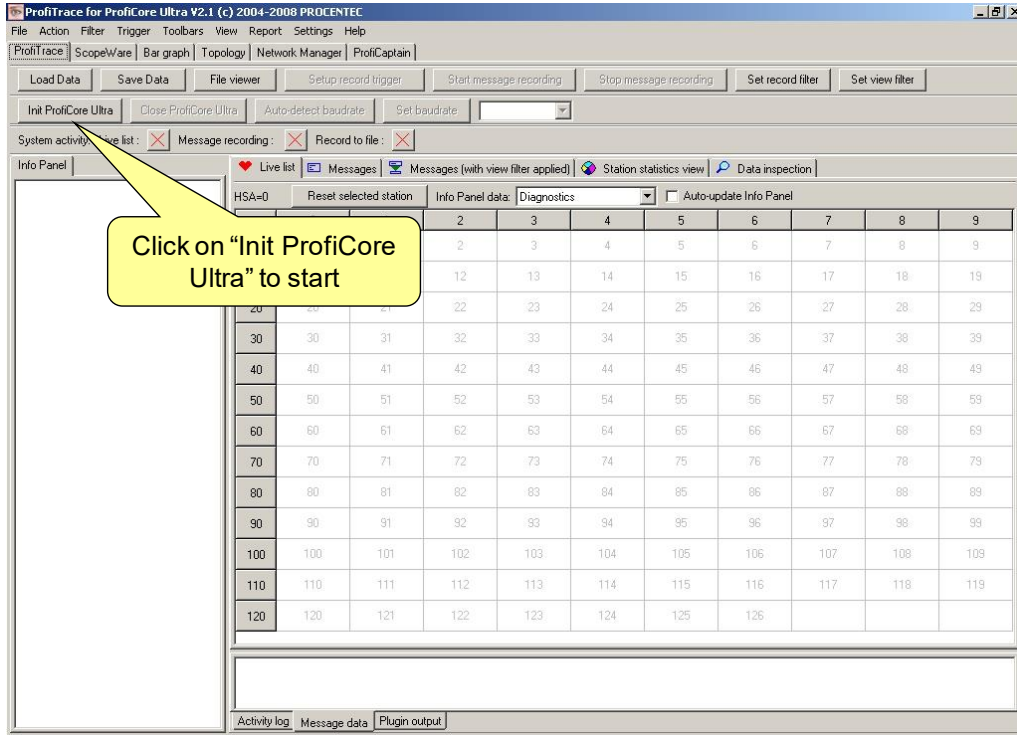 ProfiTrace for ProfiCore Ultra V2.1 (c) 2004-2008 PROCENTEC
File Action Filter Trigger Toolbars View Report Settings Help
ProfiTrace ScopeWare Bar graph Topology Network Manager ProfiCaptain
Load Data Save Data File viewer Setup record trigger Start message recording Stop message recording Set record filter Set view filter
Init ProfiCore Ultra Close ProfiCore Ultra Auto-detect baudrate Set baudrate
System activity: Live list : Message recording : Record to file :
Info Panel Live list Messages Messages (with view filter applied) Station statistics view Data inspection
HSA=0 Reset selected station Info Panel data: Diagnostics Auto-update Info Panel
2 3 4 5 6 7 8 9
Click on “Init ProfiCore
Ultra” to start
2 3 4 5 6 7 8 9
12 13 14 15 16 17 18 19
20 20 21 22 23 24 25 26 27 28 29
30 30 31 32 33 34 35 36 37 38 39
40 40 41 42 43 44 45 46 47 48 49
50 50 51 52 53 54 55 56 57 58 59
60 60 61 62 63 64 65 66 67 68 69
70 70 71 72 73 74 75 76 77 78 79
80 80 81 82 83 84 85 86 87 88 89
90 90 91 92 93 94 95 96 97 98 99
100 100 101 102 103 104 105 106 107 108 109
110 110 111 112 113 114 115 116 117 118 119
120 120 121 122 123 124 125 126
Activity log Message data Plugin output